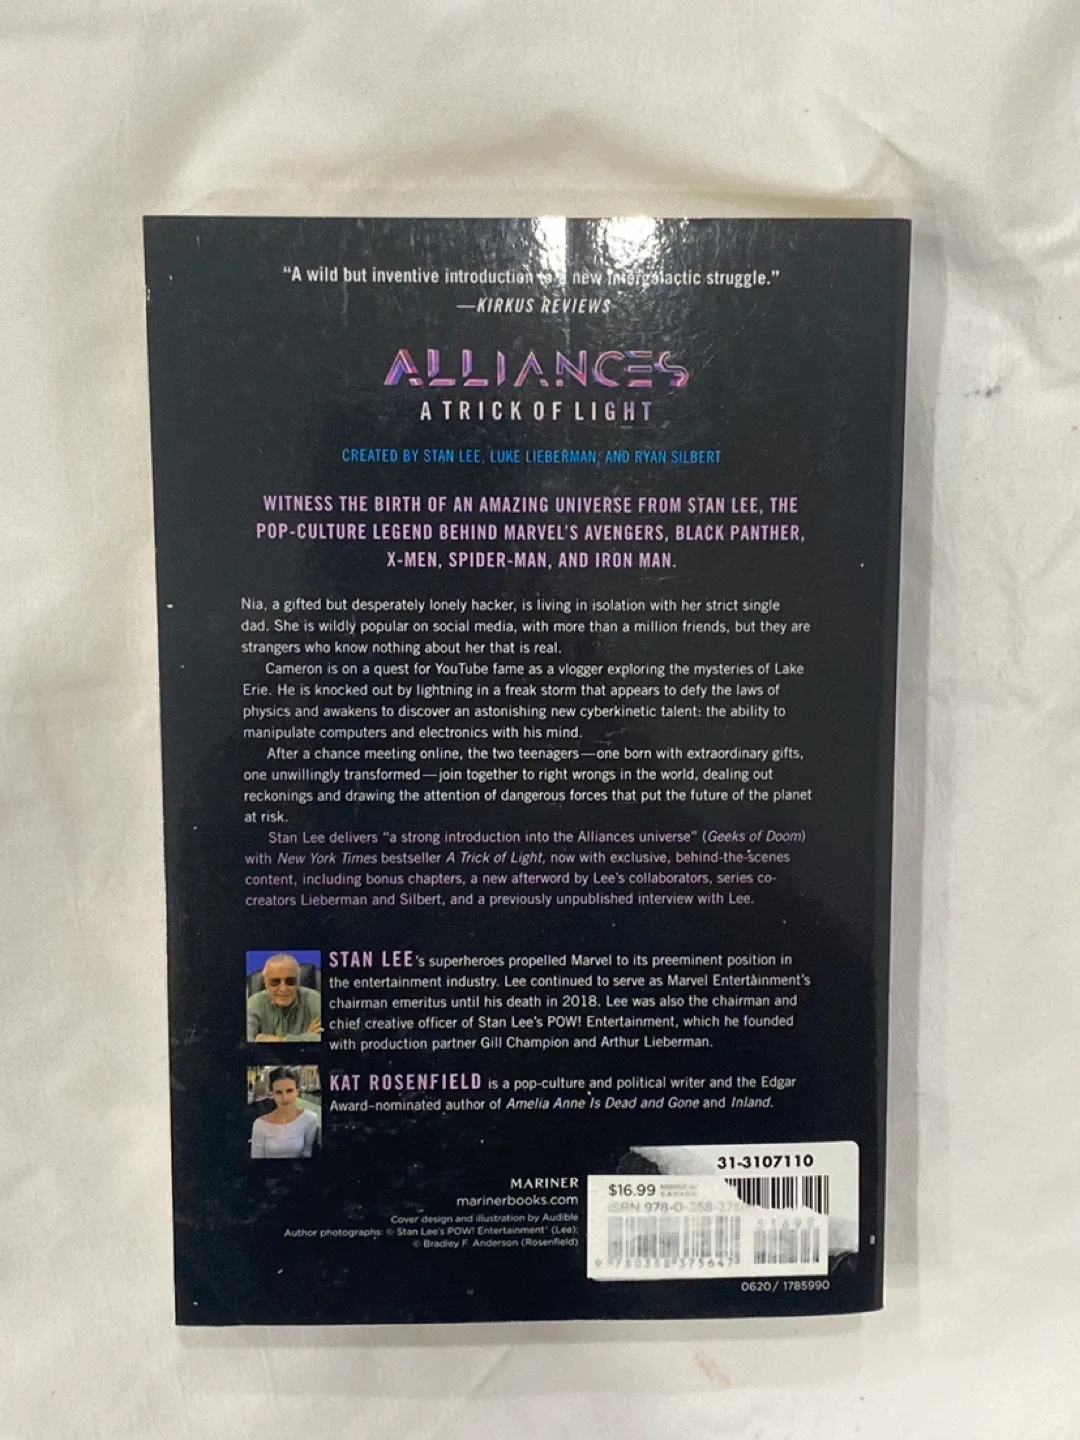 “A wild but inventive introduction to a new intergalactic struggle.”
—KIRKUS REVIEWS
ALLIANCES
A TRICK OF LIGHT
CREATED BY STAN LEE, LUKE LIEBERMAN, AND RYAN SILBERT
WITNESS THE BIRTH OF AN AMAZING UNIVERSE FROM STAN LEE, THE
POP-CULTURE LEGEND BEHIND MARVEL’S AVENGERS, BLACK PANTHER,
X-MEN, SPIDER-MAN, AND IRON MAN.
Nia, a gifted but desperately lonely hacker, is living in isolation with her strict single
dad. She is wildly popular on social media, with more than a million friends, but they are
strangers who know nothing about her that is real.
Cameron is on a quest for YouTube fame as a vlogger exploring the mysteries of Lake
Erie. He is knocked out by lightning in a freak storm that appears to defy the laws of
physics and awakens to discover an astonishing new cyberkinetic talent: the ability to
manipulate computers and electronics with his mind.
After a chance meeting online, the two teenagers—one born with extraordinary gifts,
one unwillingly transformed—join together to right wrongs in the world, dealing out
reckonings and drawing the attention of dangerous forces that put the future of the planet
at risk.
Stan Lee delivers “a strong introduction into the Alliances universe” (Geeks of Doom)
with New York Times bestseller A Trick of Light, now with exclusive, behind-the-scenes
content, including bonus chapters, a new afterword by Lee’s collaborators, series co-
creators Lieberman and Silbert, and a previously unpublished interview with Lee.
STAN LEE’s superheroes propelled Marvel to its preeminent position in
the entertainment industry. Lee continued to serve as Marvel Entertainment’s
chairman emeritus until his death in 2018. Lee was also the chairman and
chief creative officer of Stan Lee’s POW! Entertainment, which he founded
with production partner Gill Champion and Arthur Lieberman.
KAT ROSENFIELD is a pop-culture and political writer and the Edgar
Award–nominated author of Amelia Anne Is Dead and Gone and Inland.
MARINER
marinerbooks.com
Cover design and illustration by Audible
Author photographs: © Stan Lee’s POW! Entertainment (Lee);
© Bradley F. Anderson (Rosenfield)
31-3107110
$16.99
CANADA
ISBN 978-0-358-375
51699
9 780358 375647
0620/ 1785990